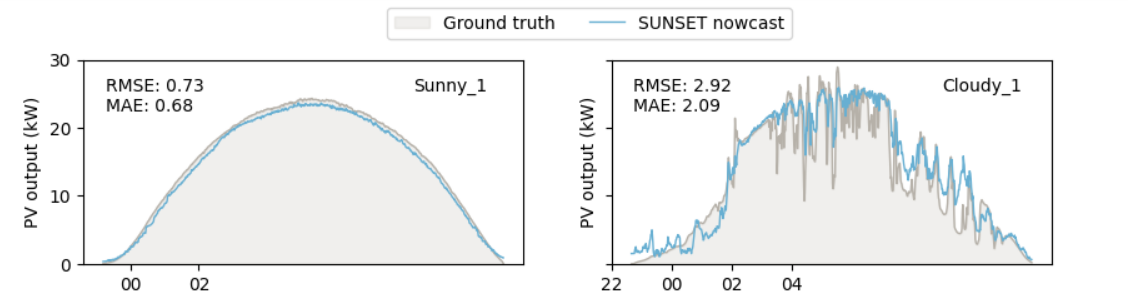 Ground truth
SUNSET nowcast
PV output (kW)
30
20
10
0
RMSE: 0.73
MAE: 0.68
Sunny_1
00
02
PV output (kW)
RMSE: 2.92
MAE: 2.09
Cloudy_1
22
00
02
04